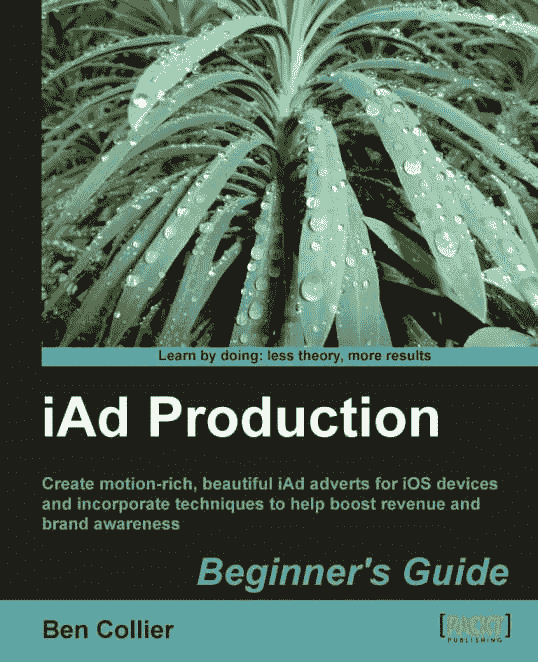 Learn by doing: less theory, more results
iAd Production
Create motion-rich, beautiful iAd adverts for iOS devices
and incorporate techniques to help boost revenue and
brand awareness
Beginner's Guide
Ben Collier
[PACKT]
PUBLISHING